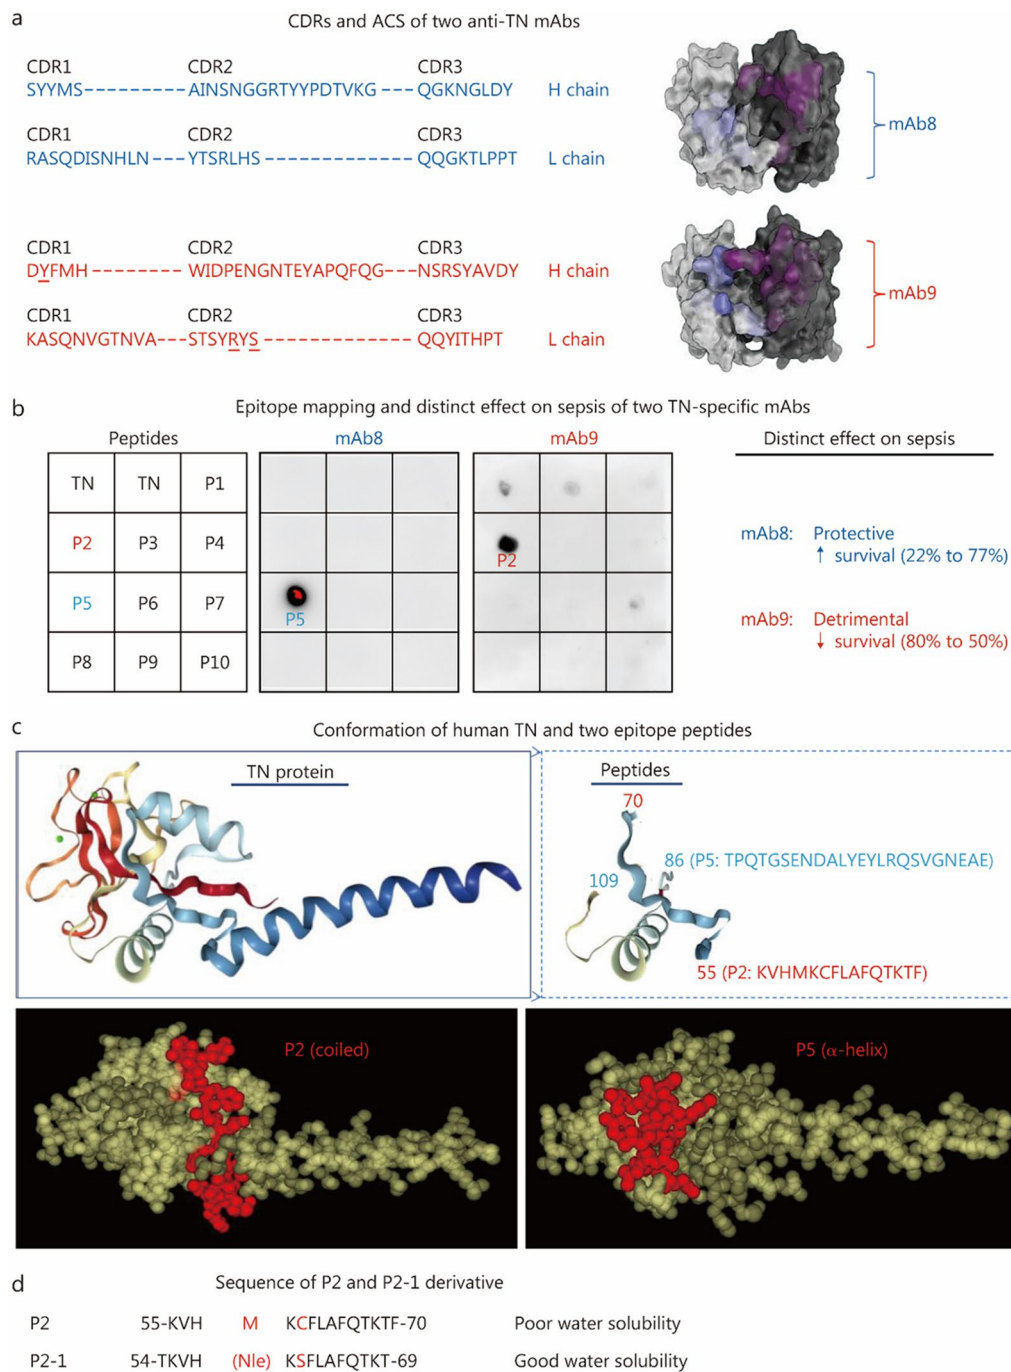 a
CDRs and ACS of two anti-TN mAbs
CDR1 CDR2 CDR3
SYYMS----------AINSNGGRTYYPDTVKG---QGKNGLDY H chain
CDR1 CDR2 CDR3
RASQDISNHLN---YTSRLHS---------------QQGKTLPPT L chain
mAb8
CDR1 CDR2 CDR3
DYFMH---------WIDPENGNTEYAPQFQG---NSRSYAVDY H chain
CDR1 CDR2 CDR3
KASQNVGTNVA---STSYRYS---------------QQYITHPT L chain
mAb9
b
Epitope mapping and distinct effect on sepsis of two TN-specific mAbs
Peptides mAb8 mAb9 Distinct effect on sepsis
TN TN P1
P2 P3 P4
P2
P5 P6 P7
P5
P8 P9 P10
mAb8: Protective
↑ survival (22% to 77%)
mAb9: Detrimental
↓ survival (80% to 50%)
c
Conformation of human TN and two epitope peptides
TN protein
Peptides
70
86 (P5: TPQTGSENDALYEYLRQSVGNEAE)
109
55 (P2: KVHMKCFLAFQTKTF)
P2 (coiled)
P5 (α-helix)
d
Sequence of P2 and P2-1 derivative
P2 55-KVH M KCFLAFQTKTF-70 Poor water solubility
P2-1 54-TKVH (Nle) KSFLAFQTKT-69 Good water solubility